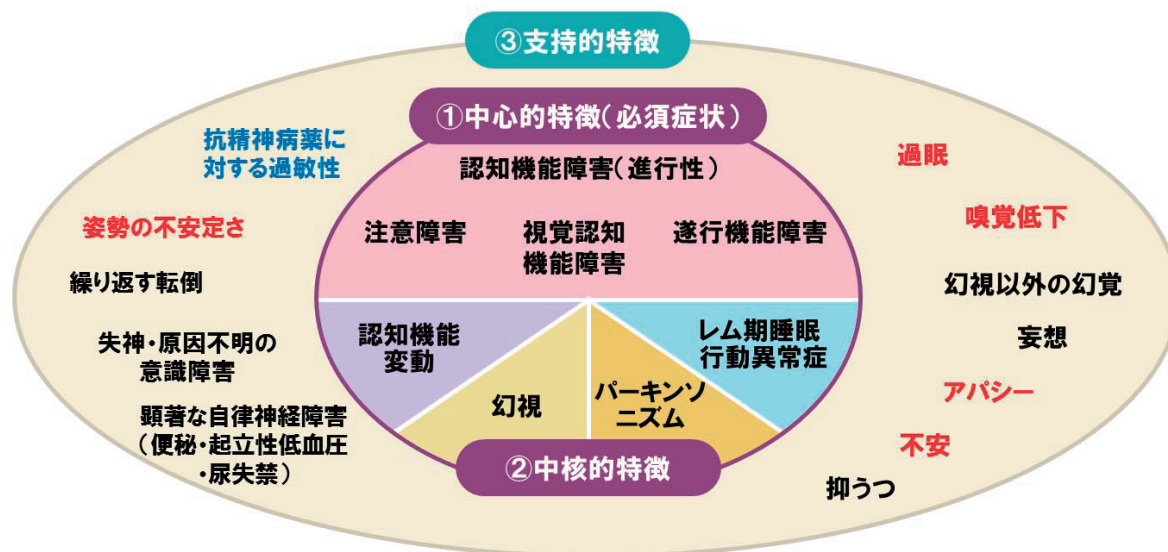 ③支持的特徴
①中心的特徴(必須症状)
認知機能障害(進行性)
注意障害
視覚認知
機能障害
遂行機能障害
認知機能
変動
幻視
パーキンソ
ニズム
レム期睡眠
行動異常症
②中核的特徴
抗精神病薬に
対する過敏性
姿勢の不安定さ
繰り返す転倒
失神・原因不明の
意識障害
顕著な自律神経障害
(便秘・起立性低血圧
・尿失禁)
過眠
嗅覚低下
幻視以外の幻覚
妄想
アパシー
不安
抑うつ